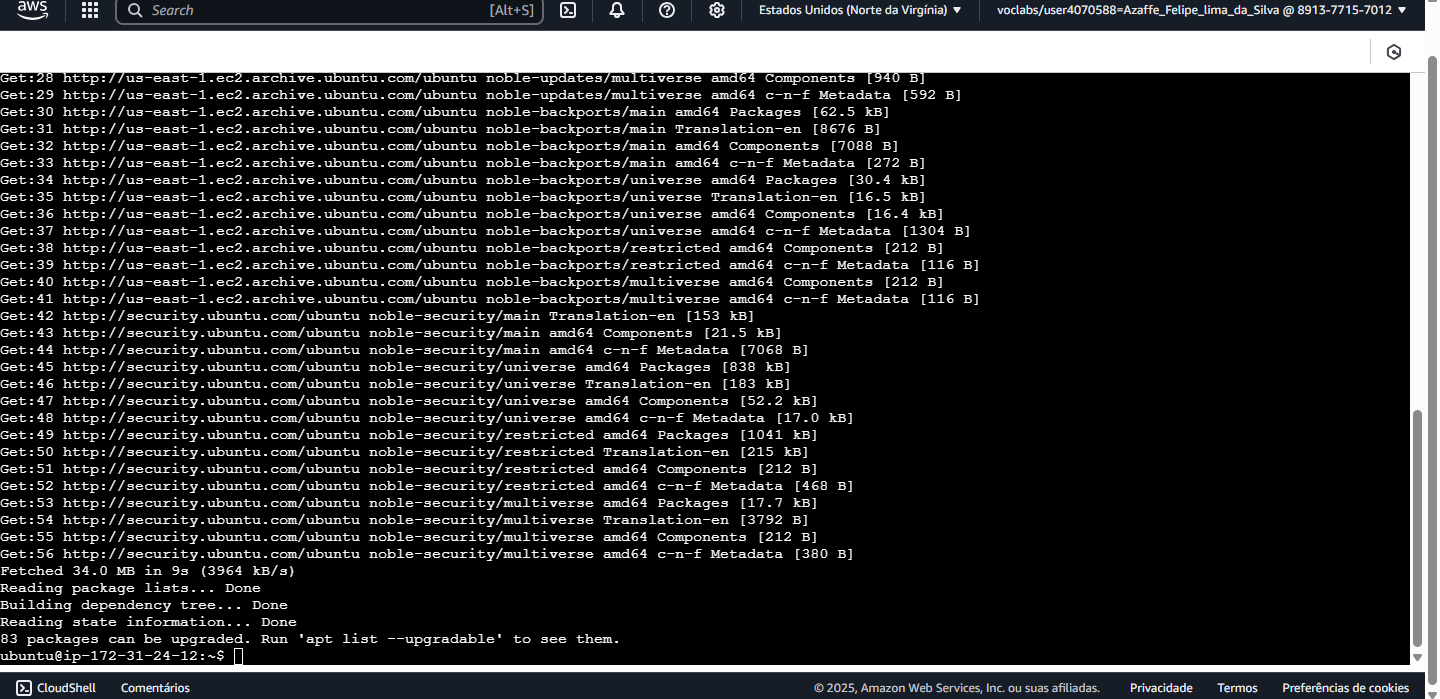 aws
Search [Alt+S]
Estados Unidos (Norte da Virgínia)
voclabs/user4070588=Azaffe_Felipe_lima_da_Silva @ 8913-7715-7012
Get:28 http://us-east-1.ec2.archive.ubuntu.com/ubuntu noble-updates/multiverse amd64 Components [940 B]
Get:29 http://us-east-1.ec2.archive.ubuntu.com/ubuntu noble-updates/multiverse amd64 c-n-f Metadata [592 B]
Get:30 http://us-east-1.ec2.archive.ubuntu.com/ubuntu noble-backports/main amd64 Packages [62.5 kB]
Get:31 http://us-east-1.ec2.archive.ubuntu.com/ubuntu noble-backports/main Translation-en [8676 B]
Get:32 http://us-east-1.ec2.archive.ubuntu.com/ubuntu noble-backports/main amd64 Components [7088 B]
Get:33 http://us-east-1.ec2.archive.ubuntu.com/ubuntu noble-backports/main amd64 c-n-f Metadata [272 B]
Get:34 http://us-east-1.ec2.archive.ubuntu.com/ubuntu noble-backports/universe amd64 Packages [30.4 kB]
Get:35 http://us-east-1.ec2.archive.ubuntu.com/ubuntu noble-backports/universe Translation-en [16.5 kB]
Get:36 http://us-east-1.ec2.archive.ubuntu.com/ubuntu noble-backports/universe amd64 Components [16.4 kB]
Get:37 http://us-east-1.ec2.archive.ubuntu.com/ubuntu noble-backports/universe amd64 c-n-f Metadata [1304 B]
Get:38 http://us-east-1.ec2.archive.ubuntu.com/ubuntu noble-backports/restricted amd64 Components [212 B]
Get:39 http://us-east-1.ec2.archive.ubuntu.com/ubuntu noble-backports/restricted amd64 c-n-f Metadata [116 B]
Get:40 http://us-east-1.ec2.archive.ubuntu.com/ubuntu noble-backports/multiverse amd64 Components [212 B]
Get:41 http://us-east-1.ec2.archive.ubuntu.com/ubuntu noble-backports/multiverse amd64 c-n-f Metadata [116 B]
Get:42 http://security.ubuntu.com/ubuntu noble-security/main Translation-en [153 kB]
Get:43 http://security.ubuntu.com/ubuntu noble-security/main amd64 Components [21.5 kB]
Get:44 http://security.ubuntu.com/ubuntu noble-security/main amd64 c-n-f Metadata [7068 B]
Get:45 http://security.ubuntu.com/ubuntu noble-security/universe amd64 Packages [838 kB]
Get:46 http://security.ubuntu.com/ubuntu noble-security/universe Translation-en [183 kB]
Get:47 http://security.ubuntu.com/ubuntu noble-security/universe amd64 Components [52.2 kB]
Get:48 http://security.ubuntu.com/ubuntu noble-security/universe amd64 c-n-f Metadata [17.0 kB]
Get:49 http://security.ubuntu.com/ubuntu noble-security/restricted amd64 Packages [1041 kB]
Get:50 http://security.ubuntu.com/ubuntu noble-security/restricted Translation-en [215 kB]
Get:51 http://security.ubuntu.com/ubuntu noble-security/restricted amd64 Components [212 B]
Get:52 http://security.ubuntu.com/ubuntu noble-security/restricted amd64 c-n-f Metadata [468 B]
Get:53 http://security.ubuntu.com/ubuntu noble-security/multiverse amd64 Packages [17.7 kB]
Get:54 http://security.ubuntu.com/ubuntu noble-security/multiverse Translation-en [3792 B]
Get:55 http://security.ubuntu.com/ubuntu noble-security/multiverse amd64 Components [212 B]
Get:56 http://security.ubuntu.com/ubuntu noble-security/multiverse amd64 c-n-f Metadata [380 B]
Fetched 34.0 MB in 9s (3964 kB/s)
Reading package lists... Done
Building dependency tree... Done
Reading state information... Done
83 packages can be upgraded. Run 'apt list --upgradable' to see them.
ubuntu@ip-172-31-24-12:~$
CloudShell Comentários © 2025, Amazon Web Services, Inc. ou suas afiliadas. Privacidade Termos Preferências de cookies